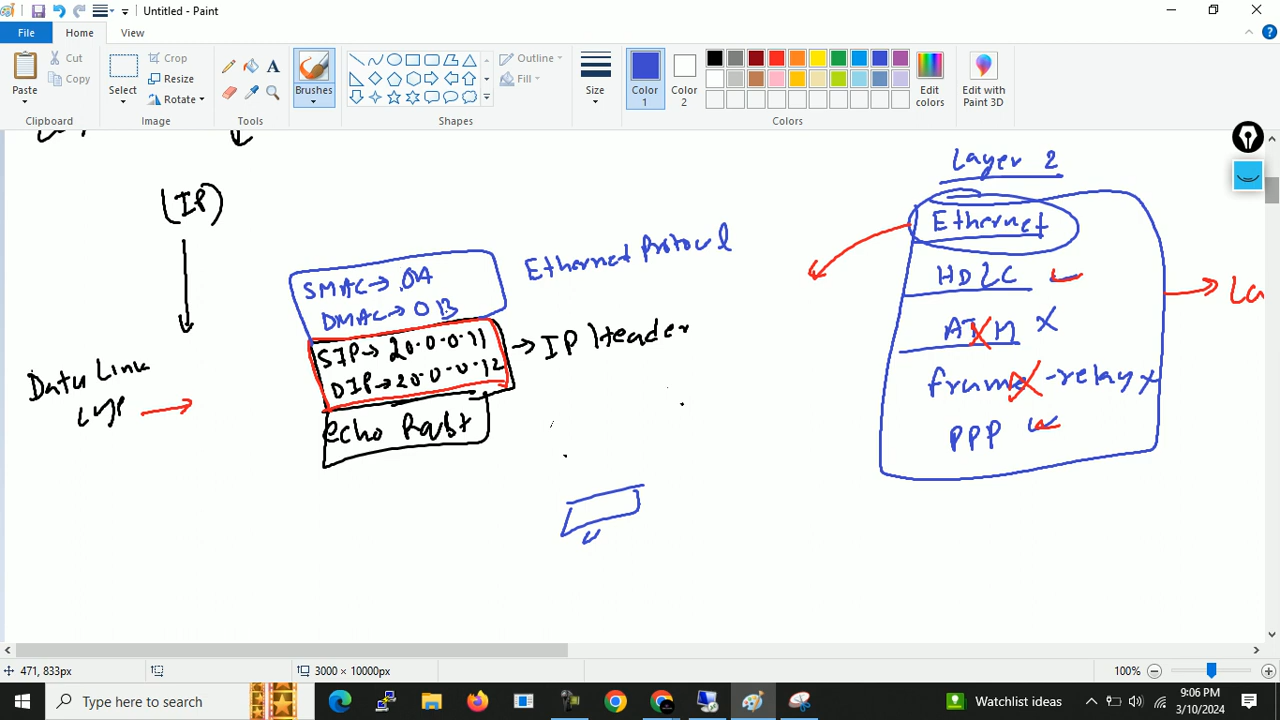 Untitled - Paint
File
Home
View
Paste
Cut
Copy
Clipboard
Select
Crop
Resize
Rotate
Image
Tools
Brushes
Shapes
Outline
Fill
Size
Color 1
Color 2
Edit colors
Edit with Paint 3D
Colors
(IP)
Data Link
SMAC→ 0A
DMAC→ 0B
Ethernet Protocol
SIP→ 20.0.0.11
DIP→ 20.0.0.12
→ IP Header
echo
Layer 2
Ethernet
HDLC
ATM X
frame-relay x
PPP
La
471, 833px
3000 × 10000px
100%
Type here to search
Watchlist ideas
9:06 PM
3/10/2024